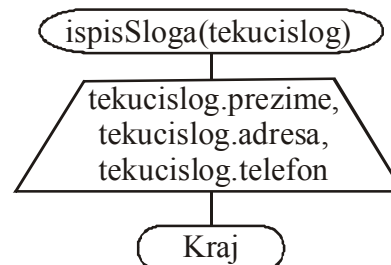 ispisSloga(tekucislog)
tekucislog.prezime,
tekucislog.adresa,
tekucislog.telefon
Kraj